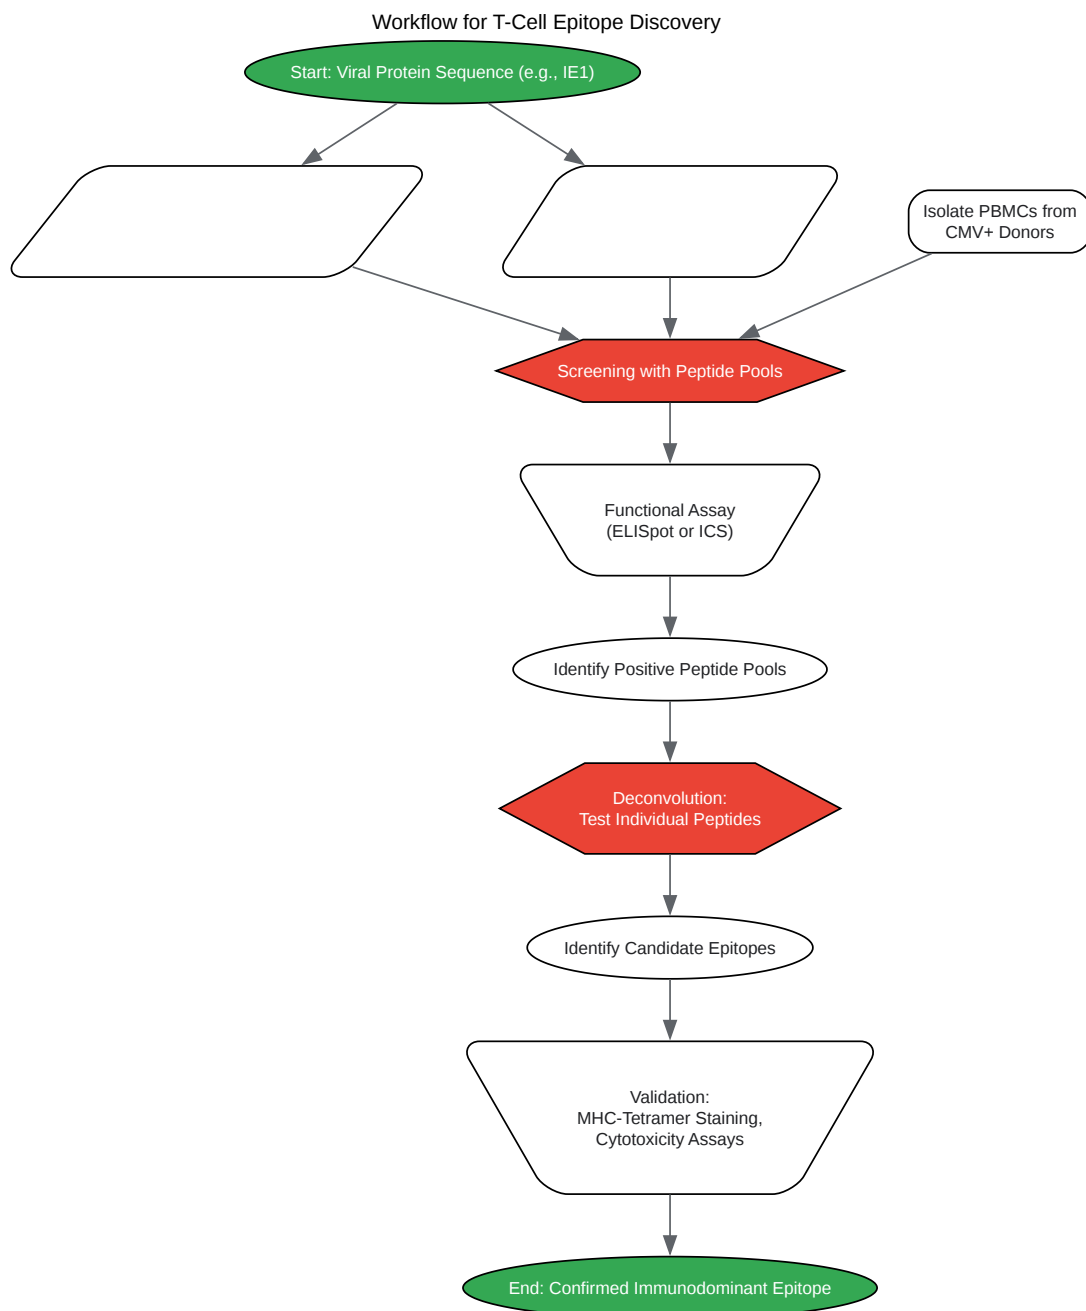 Workflow for T-Cell Epitope Discovery
Start: Viral Protein Sequence (e.g., IE1)
Isolate PBMCs from
CMV+ Donors
Screening with Peptide Pools
Functional Assay
(ELISpot or ICS)
Identify Positive Peptide Pools
Deconvolution:
Test Individual Peptides
Identify Candidate Epitopes
Validation:
MHC-Tetramer Staining,
Cytotoxicity Assays
End: Confirmed Immunodominant Epitope